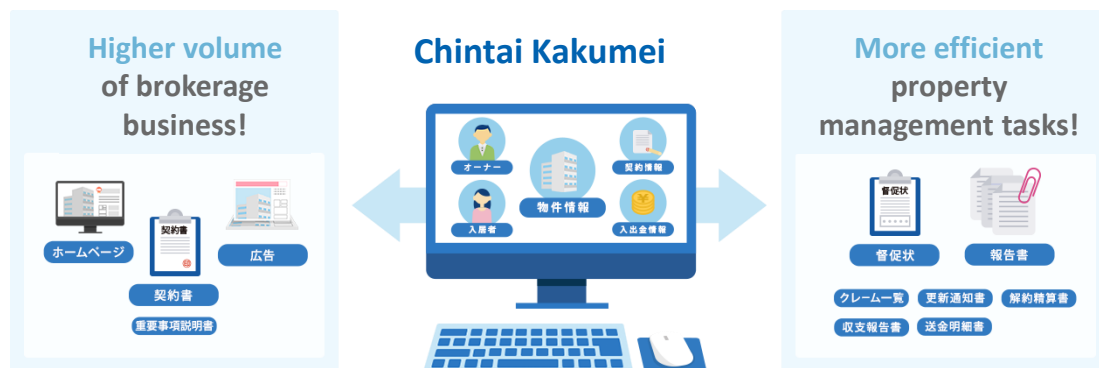 Higher volume
of brokerage
business!
契約書
ホームページ
広告
契約書
重要事項説明書
Chintai Kakumei
オーナー
契約情報
物件情報
入居者
入出金情報
More efficient
property
management tasks!
督促状
督促状
報告書
クレーム一覧
更新通知書
解約精算書
収支報告書
送金明細書